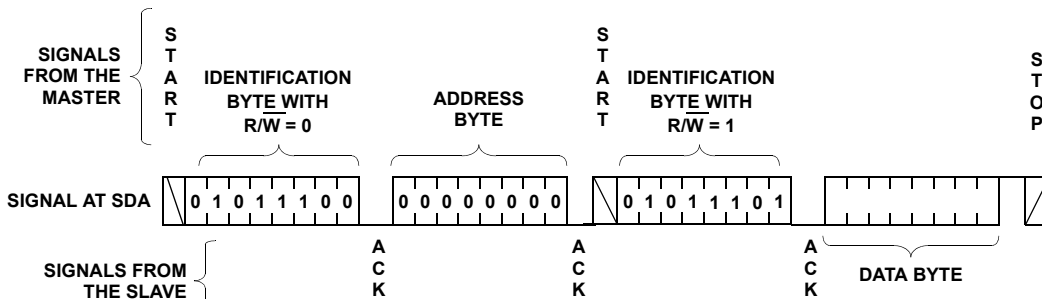 SIGNALS
FROM THE
MASTER
START
IDENTIFICATION
BYTE WITH
R/W = 0
ADDRESS
BYTE
START
IDENTIFICATION
BYTE WITH
R/W = 1
STOP
SIGNAL AT SDA
0 1 0 1 1 1 0 0
0 0 0 0 0 0 0 0
0 1 0 1 1 1 0 1
SIGNALS FROM
THE SLAVE
ACK
ACK
ACK
DATA BYTE